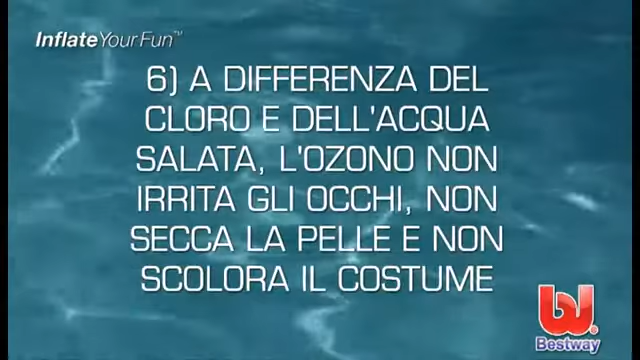 InflateYourFun™
6) A DIFFERENZA DEL
CLORO E DELL'ACQUA
SALATA, L'OZONO NON
IRRITA GLI OCCHI, NON
SECCA LA PELLE E NON
SCOLORA IL COSTUME
Bestway